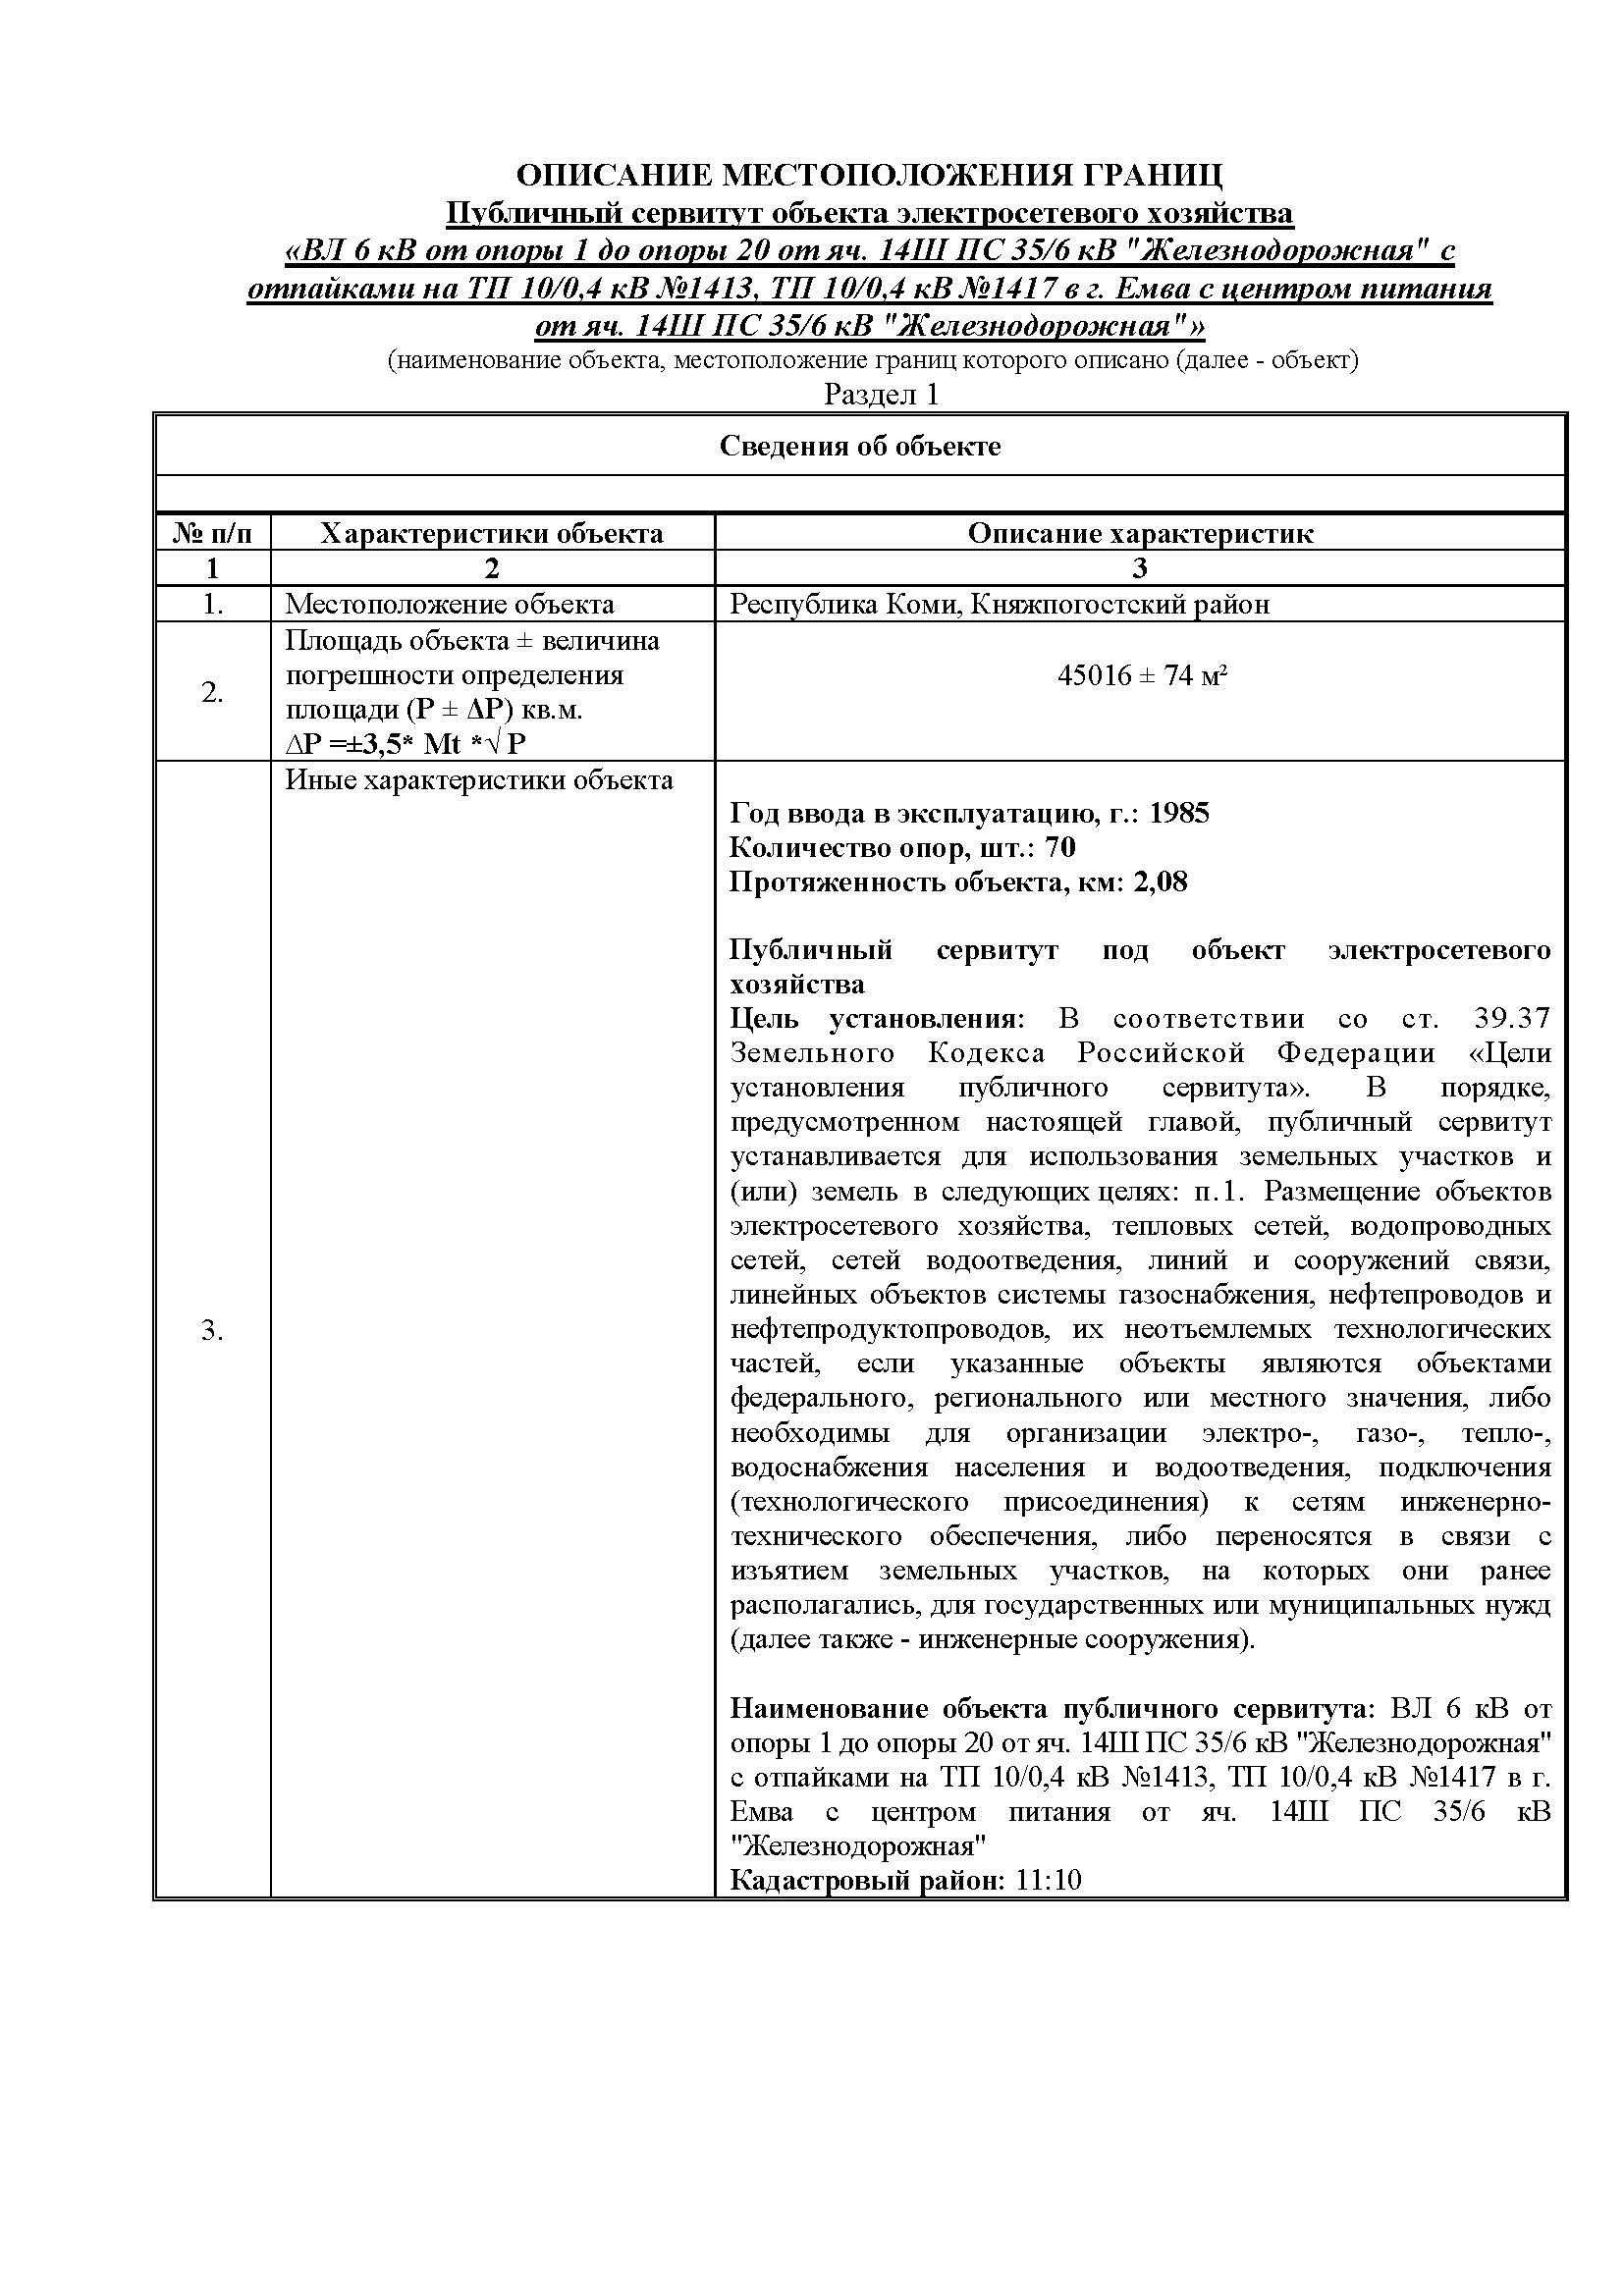 ОПИСАНИЕ МЕСТОПОЛОЖЕНИЯ ГРАНИЦ
Публичный сервитут объекта электросетевого хозяйства
«ВЛ 6 кВ от опоры 1 до опоры 20 от яч. 14Ш ПС 35/6 кВ "Железнодорожная" с
отпайками на ТП 10/0,4 кВ №1413, ТП 10/0,4 кВ №1417 в г. Емва с центром питания
от яч. 14Ш ПС 35/6 кВ "Железнодорожная"»
(наименование объекта, местоположение границ которого описано (далее - объект)
Раздел 1
Сведения об объекте
№ п/п Характеристики объекта Описание характеристик
1 2 3
1. Местоположение объекта Республика Коми, Княжпогостский район
2. Площадь объекта ± величина
погрешности определения
площади (Р ± ΔР) кв.м.
∆Р =±3,5* Mt *√ Р
45016 ± 74 м²
3. Иные характеристики объекта
Год ввода в эксплуатацию, г.: 1985
Количество опор, шт.: 70
Протяженность объекта, км: 2,08
Публичный сервитут под объект электросетевого
хозяйства
Цель установления: В соответствии со ст. 39.37
Земельного Кодекса Российской Федерации «Цели
установления публичного сервитута». В порядке,
предусмотренном настоящей главой, публичный сервитут
устанавливается для использования земельных участков и
(или) земель в следующих целях: п.1. Размещение объектов
электросетевого хозяйства, тепловых сетей, водопроводных
сетей, сетей водоотведения, линий и сооружений связи,
линейных объектов системы газоснабжения, нефтепроводов и
нефтепродуктопроводов, их неотъемлемых технологических
частей, если указанные объекты являются объектами
федерального, регионального или местного значения, либо
необходимы для организации электро-, газо-, тепло-,
водоснабжения населения и водоотведения, подключения
(технологического присоединения) к сетям инженерно-
технического обеспечения, либо переносятся в связи с
изъятием земельных участков, на которых они ранее
располагались, для государственных или муниципальных нужд
(далее также - инженерные сооружения).
Наименование объекта публичного сервитута: ВЛ 6 кВ от
опоры 1 до опоры 20 от яч. 14Ш ПС 35/6 кВ "Железнодорожная"
с отпайками на ТП 10/0,4 кВ №1413, ТП 10/0,4 кВ №1417 в г.
Емва с центром питания от яч. 14Ш ПС 35/6 кВ
"Железнодорожная"
Кадастровый район: 11:10